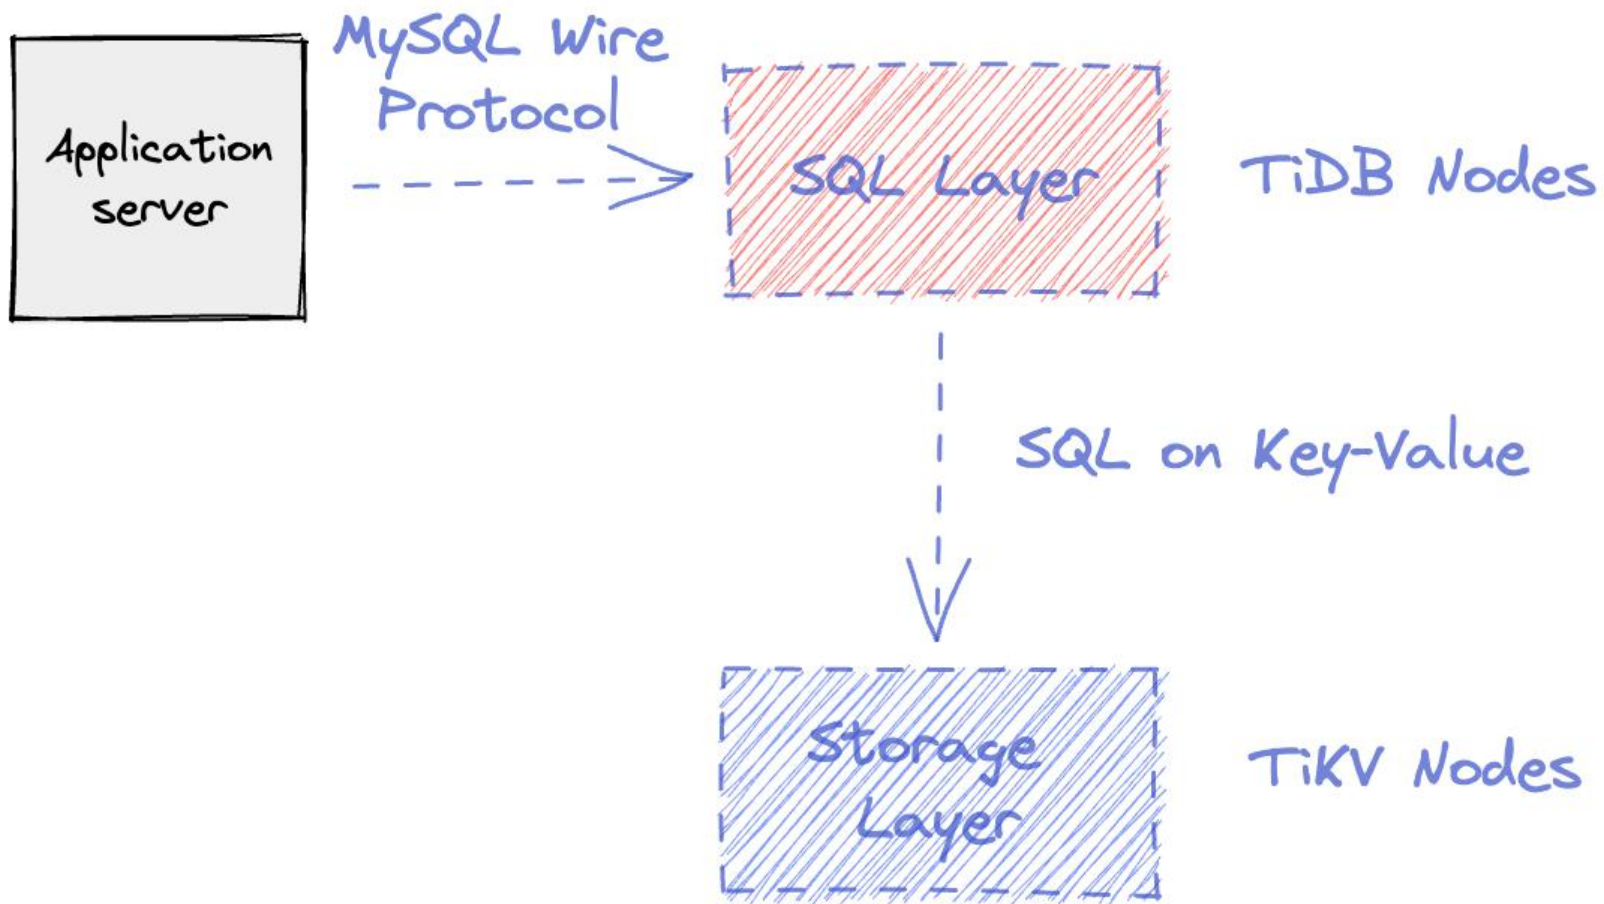 MySQL Wire
Protocol
Application
server
SQL Layer
TiDB Nodes
SQL on Key-Value
Storage
Layer
TiKV Nodes